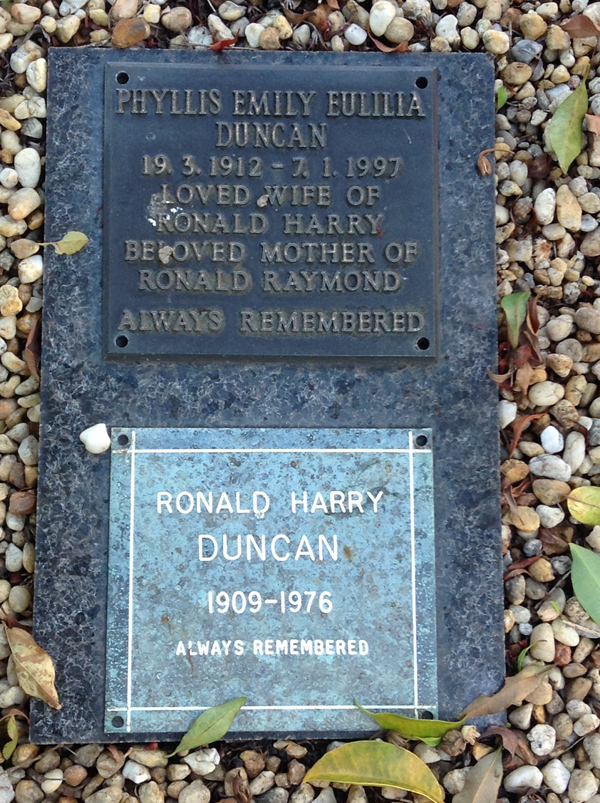 PHYLLIS EMILY EULILIA
DUNCAN
19. 3. 1912 - 7. 1. 1997
LOVED WIFE OF
RONALD HARRY
BELOVED MOTHER OF
RONALD RAYMOND
ALWAYS REMEMBERED
RONALD HARRY
DUNCAN
1909-1976
ALWAYS REMEMBERED